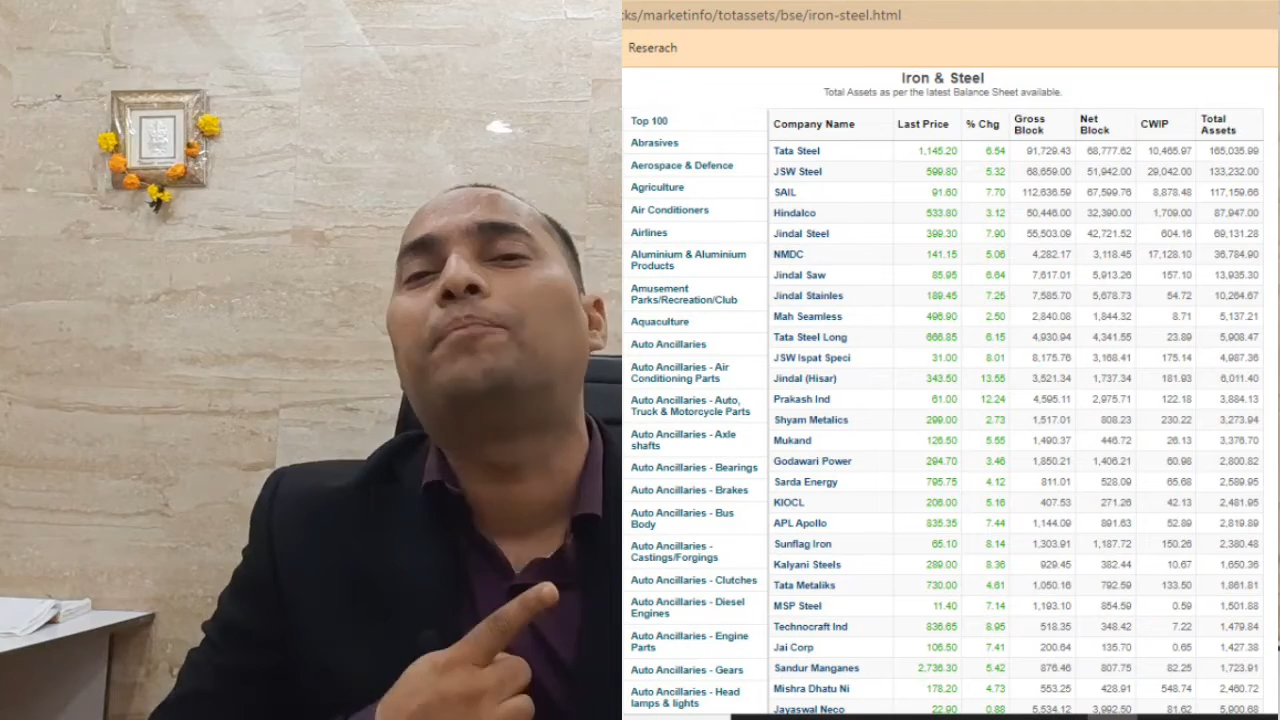 cks/marketinfo/totassets/bse/iron-steel.html
Reserach
Iron & Steel
Total Assets as per the latest Balance Sheet available.
Top 100
Abrasives
Aerospace & Defence
Agriculture
Air Conditioners
Airlines
Aluminium & Aluminium
Products
Amusement
Parks/Recreation/Club
Aquaculture
Auto Ancillaries
Auto Ancillaries - Air
Conditioning Parts
Auto Ancillaries - Auto,
Truck & Motorcycle Parts
Auto Ancillaries - Axle
shafts
Auto Ancillaries - Bearings
Auto Ancillaries - Brakes
Auto Ancillaries - Bus
Body
Auto Ancillaries -
Castings/Forgings
Auto Ancillaries - Clutches
Auto Ancillaries - Diesel
Engines
Auto Ancillaries - Engine
Parts
Auto Ancillaries - Gears
Auto Ancillaries - Head
lamps & lights
Company Name Last Price % Chg Gross Block Net Block CWIP Total Assets
Tata Steel 1,145.20 6.54 91,729.43 68,777.62 10,465.97 165,035.99
JSW Steel 599.80 5.32 68,659.00 51,942.00 29,042.00 133,232.00
SAIL 91.60 7.70 112,636.59 67,599.76 8,878.48 117,159.66
Hindalco 533.80 3.12 50,446.00 32,390.00 1,709.00 87,947.00
Jindal Steel 399.30 7.90 55,503.09 42,721.52 604.16 69,131.28
NMDC 141.15 5.06 4,282.17 3,118.45 17,128.10 36,784.90
Jindal Saw 85.95 6.64 7,617.01 5,913.26 157.10 13,935.30
Jindal Stainles 189.45 7.25 7,585.70 5,678.73 54.72 10,264.67
Mah Seamless 496.90 2.50 2,840.08 1,844.32 8.71 5,137.21
Tata Steel Long 666.85 6.15 4,930.94 4,341.55 23.89 5,908.47
JSW Ispat Speci 31.00 8.01 8,175.76 3,168.41 175.14 4,987.36
Jindal (Hisar) 343.50 13.55 3,521.34 1,737.34 181.93 6,011.40
Prakash Ind 61.00 12.24 4,595.11 2,975.71 122.18 3,884.13
Shyam Metalics 299.00 2.73 1,517.01 808.23 230.22 3,273.94
Mukand 126.50 5.55 1,490.37 446.72 26.13 3,376.70
Godawari Power 294.70 3.46 1,850.21 1,406.21 60.98 2,800.82
Sarda Energy 795.75 4.12 811.01 528.09 65.68 2,589.95
KIOCL 206.00 5.16 407.53 271.26 42.13 2,481.95
APL Apollo 835.35 7.44 1,144.09 891.63 52.89 2,819.89
Sunflag Iron 65.10 8.14 1,303.91 1,187.72 150.26 2,380.48
Kalyani Steels 289.00 8.36 929.45 382.44 10.67 1,650.36
Tata Metaliks 730.00 4.61 1,050.16 792.59 133.50 1,861.81
MSP Steel 11.40 7.14 1,193.16 854.59 0.59 1,501.88
Technocraft Ind 836.65 8.95 518.35 348.42 7.22 1,479.84
Jai Corp 106.50 7.41 200.64 135.70 0.65 1,427.38
Sandur Manganes 2,736.30 5.42 876.46 807.75 82.25 1,723.91
Mishra Dhatu Ni 178.20 4.73 553.25 428.91 548.74 2,460.72
Jayaswal Neco 22.90 0.88 5,534.12 3,992.50 81.62 5,900.68